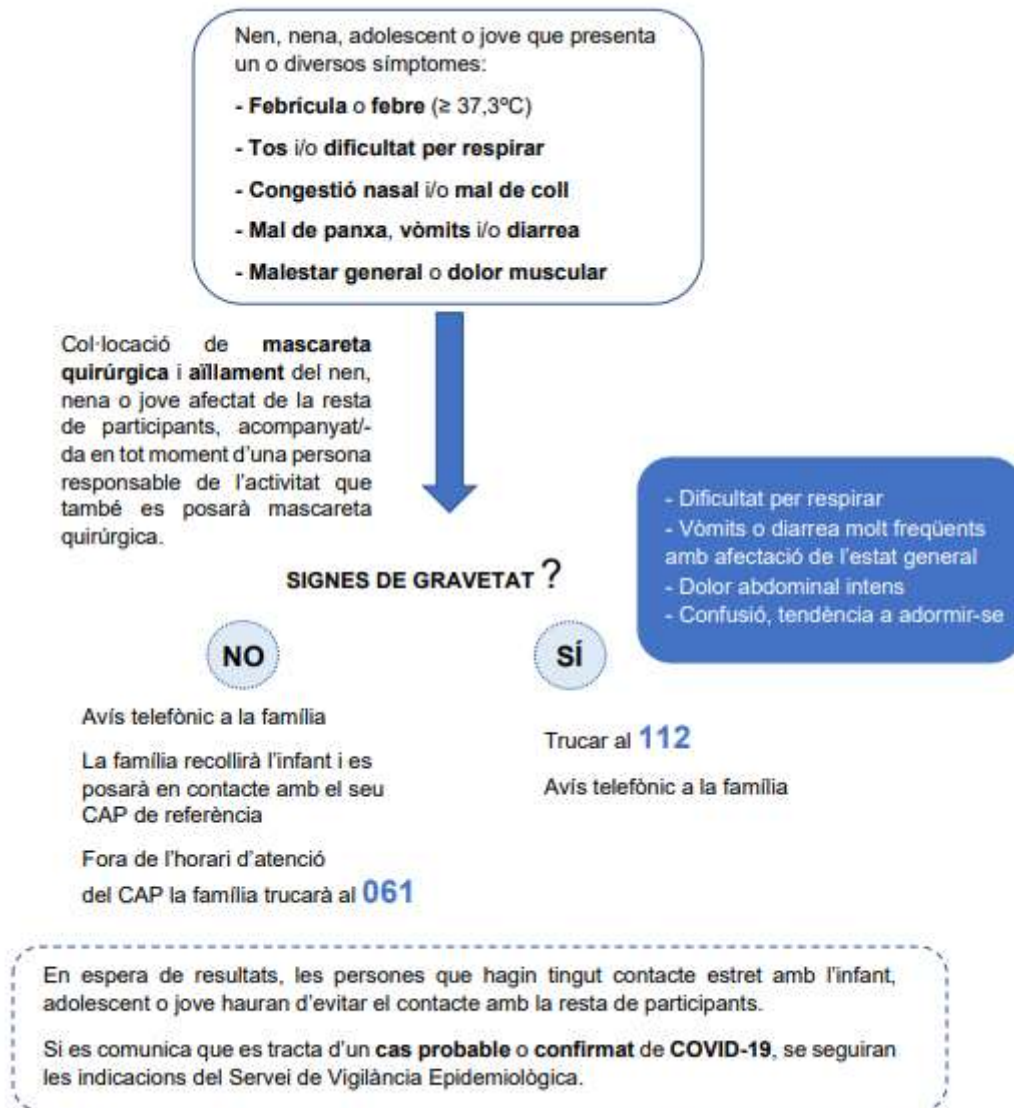 Nen, nena, adolescent o jove que presenta
un o diversos símptomes:
- Febrícula o febre (≥ 37,3ºC)
- Tos i/o dificultat per respirar
- Congestió nasal i/o mal de coll
- Mal de panxa, vòmits i/o diarrea
- Malestar general o dolor muscular
Col·locació de mascareta
quirúrgica i aïllament del nen,
nena o jove afectat de la resta
de participants, acompanyat/-
da en tot moment d'una persona
responsable de l'activitat que
també es posarà mascareta
quirúrgica.
- Dificultat per respirar
- Vòmits o diarrea molt freqüents
amb afectació de l'estat general
- Dolor abdominal intens
- Confusió, tendència a adormir-se
SIGNES DE GRAVETAT ?
NO
Avís telefònic a la família
La família recollirà l'infant i es
posarà en contacte amb el seu
CAP de referència
Fora de l'horari d'atenció
del CAP la família trucarà al 061
SÍ
Trucar al 112
Avís telefònic a la família
En espera de resultats, les persones que hagin tingut contacte estret amb l'infant,
adolescent o jove hauran d'evitar el contacte amb la resta de participants.
Si es comunica que es tracta d'un cas probable o confirmat de COVID-19, se seguiran
les indicacions del Servei de Vigilància Epidemiològica.